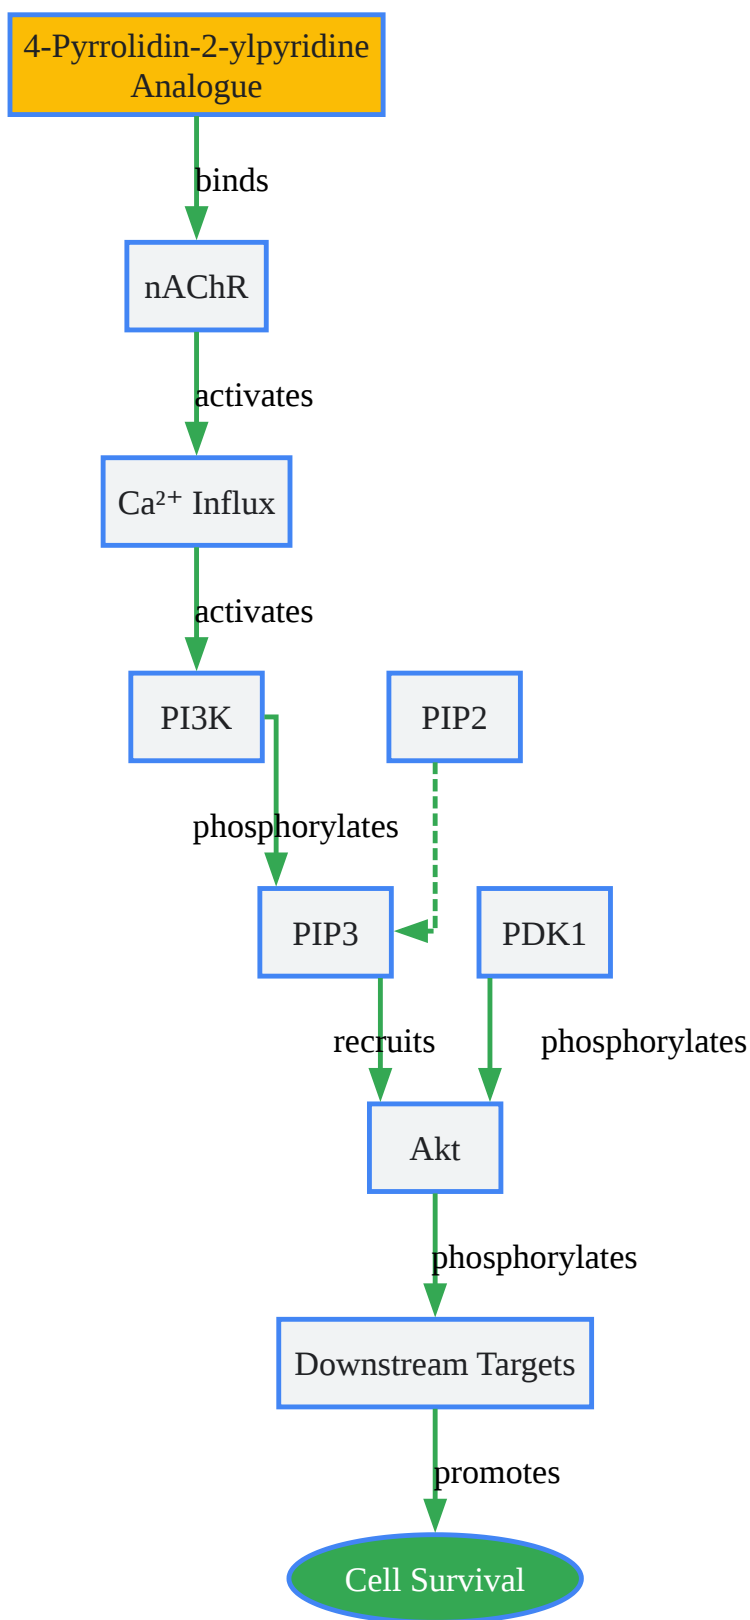 4-Pyrrolidin-2-ylpyridine
Analogue
binds
nAChR
activates
Ca²⁺ Influx
activates
PI3K
PIP2
phosphorylates
PIP3
PDK1
recruits
phosphorylates
Akt
phosphorylates
Downstream Targets
promotes
Cell Survival